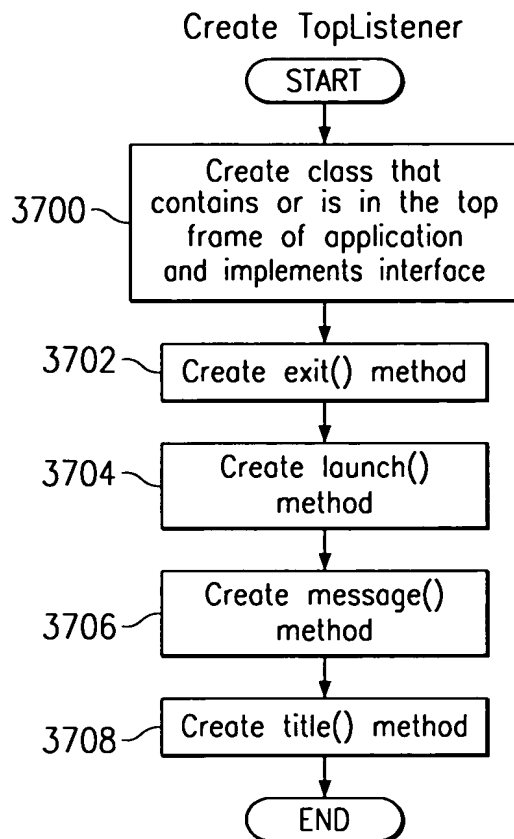 Create TopListener
START
3700
Create class that
contains or is in the top
frame of application
and implements interface
3702
Create exit() method
3704
Create launch()
method
3706
Create message()
method
3708
Create title() method
END